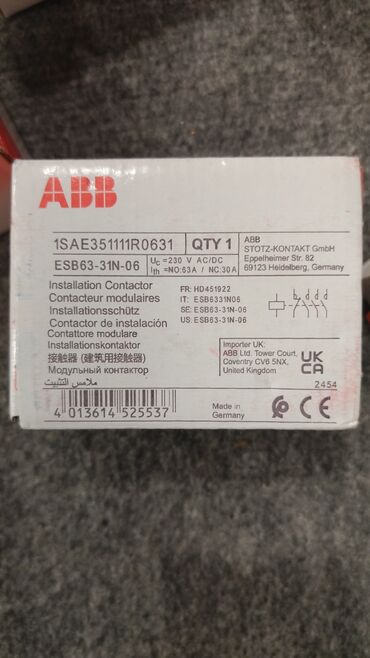 ABB
1SAE351111R0631
QTY 1
ABB
STOTZ-KONTAKT GmbH
Eppelheimer Str. 82
69123 Heidelberg, Germany
ESB63-31N-06
Uc =230 V AC/DC
Ith =NO:63A / NC:30A
Installation Contactor
Contacteur modulaires
Installationsschütz
Contactor de instalación
Contattore modulare
Installationskontaktor
接触器 (建筑用接触器)
Модульный контактор
ملامس التثبيت
FR: HD451922
IT: ESB6331N06
SE: ESB63-31N-06
US: ESB63-31N-06
Importer UK:
ABB Ltd. Tower Court,
Coventry CV6 5NX,
United Kingdom
UK
CA
2454
4 013614 525537
Made in
Germany
CE